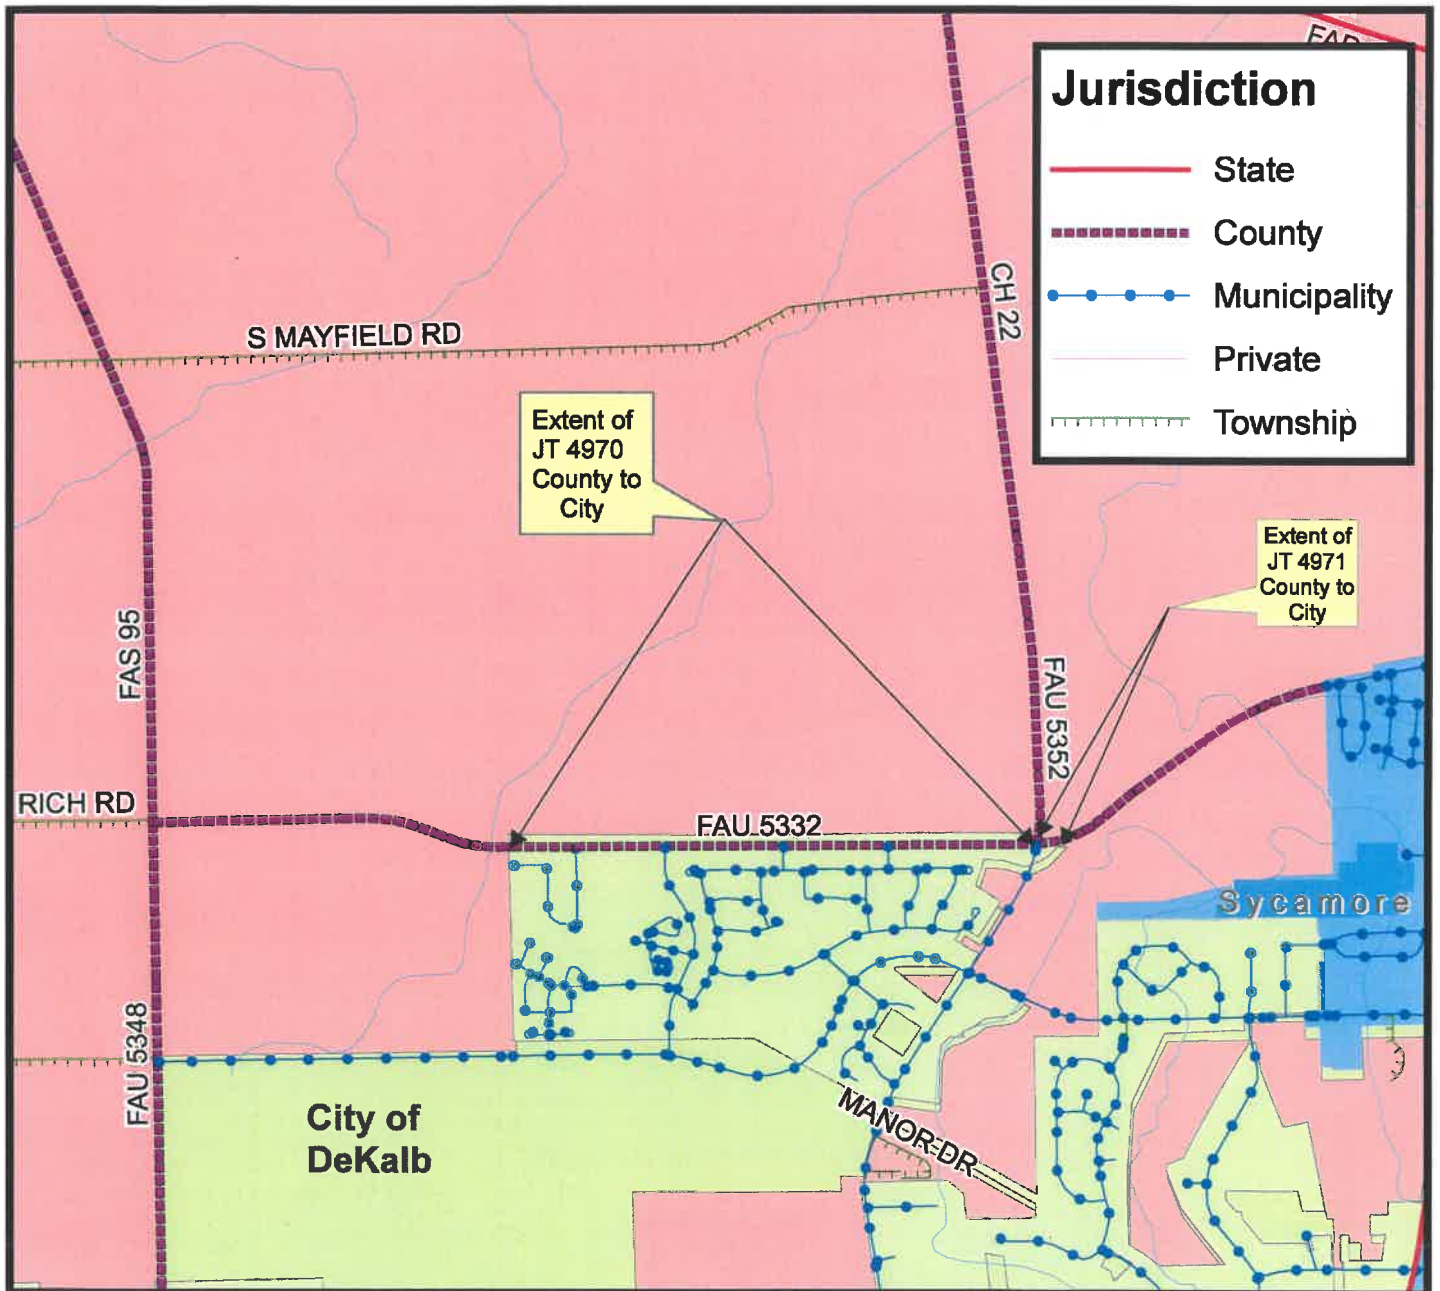 FAP
Jurisdiction
State
County
Municipality
Private
Township
CH 22
S MAYFIELD RD
Extent of
JT 4970
County to
City
Extent of
JT 4971
County to
City
FAS 95
FAU 5352
RICH RD
FAU 5332
Sycamore
FAU 5348
City of
DeKalb
MANOR DR